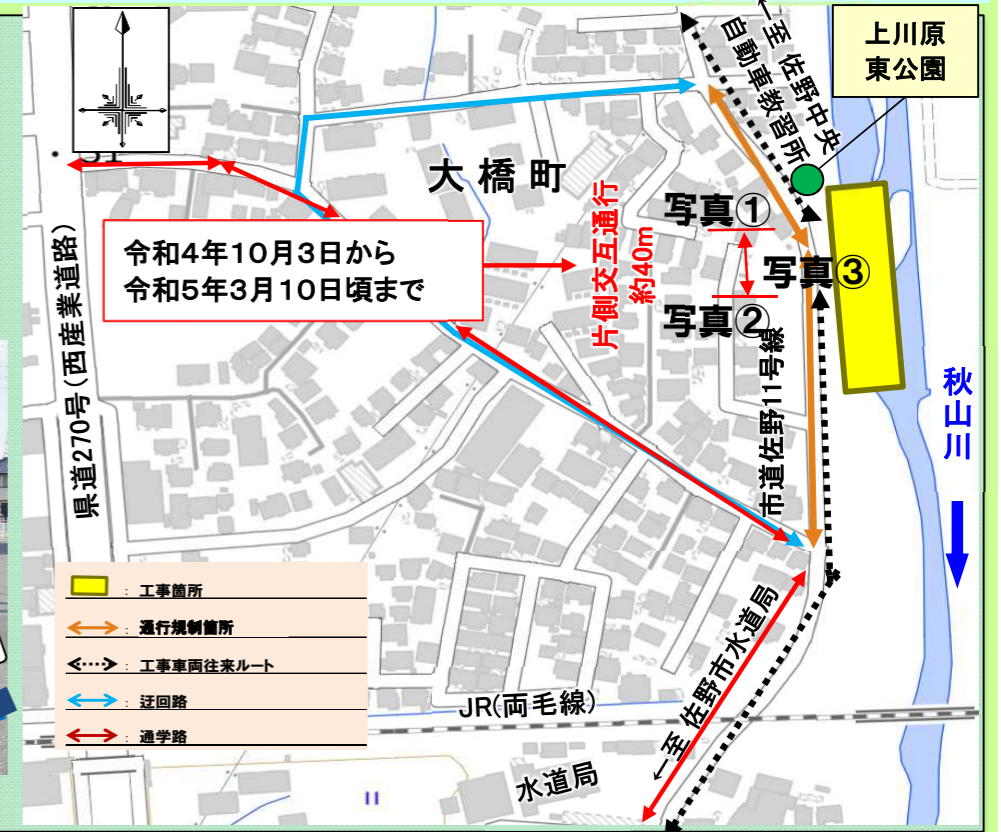 ←至 佐野中央
自動車教習所
上川原
東公園
31
大橋町
令和4年10月3日から
令和5年3月10日頃まで
片側交互通行
約40m
写真①
写真③
写真②
県道270号(西産業道路)
市道佐野11号線
秋山川
: 工事箇所
: 通行規制箇所
: 工事車両往来ルート
: 迂回路
: 通学路
JR(両毛線)
←至 佐野市水道局
水道局